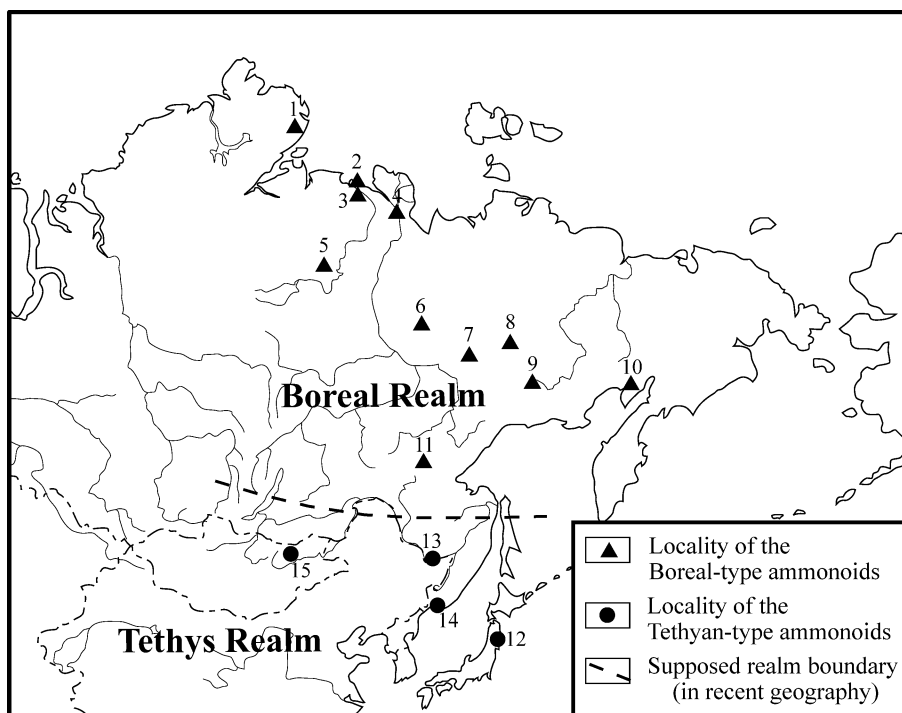 1
2
3
4
5
6
7
8
9
10
Boreal Realm
11
13
15
14
12
Tethys Realm
Locality of the
Boreal-type ammonoids
Locality of the
Tethyan-type ammonoids
Supposed realm boundary
(in recent geography)